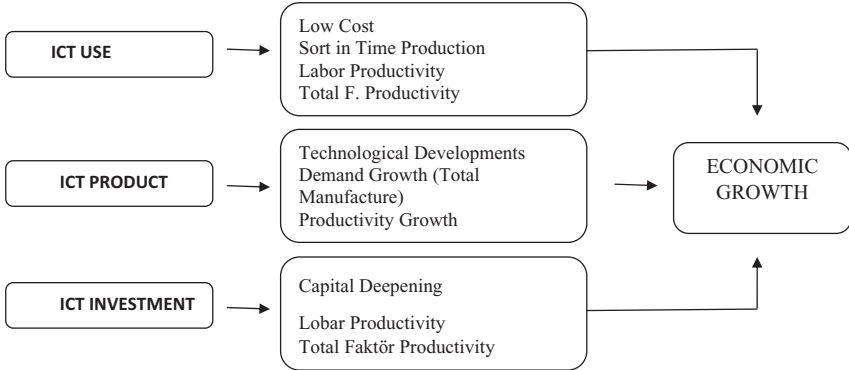 ICT USE
Low Cost
Sort in Time Production
Labor Productivity
Total F. Productivity
ICT PRODUCT
Technological Developments
Demand Growth (Total
Manufacture)
Productivity Growth
ECONOMIC
GROWTH
ICT INVESTMENT
Capital Deepening
Lobar Productivity
Total Faktör Productivity